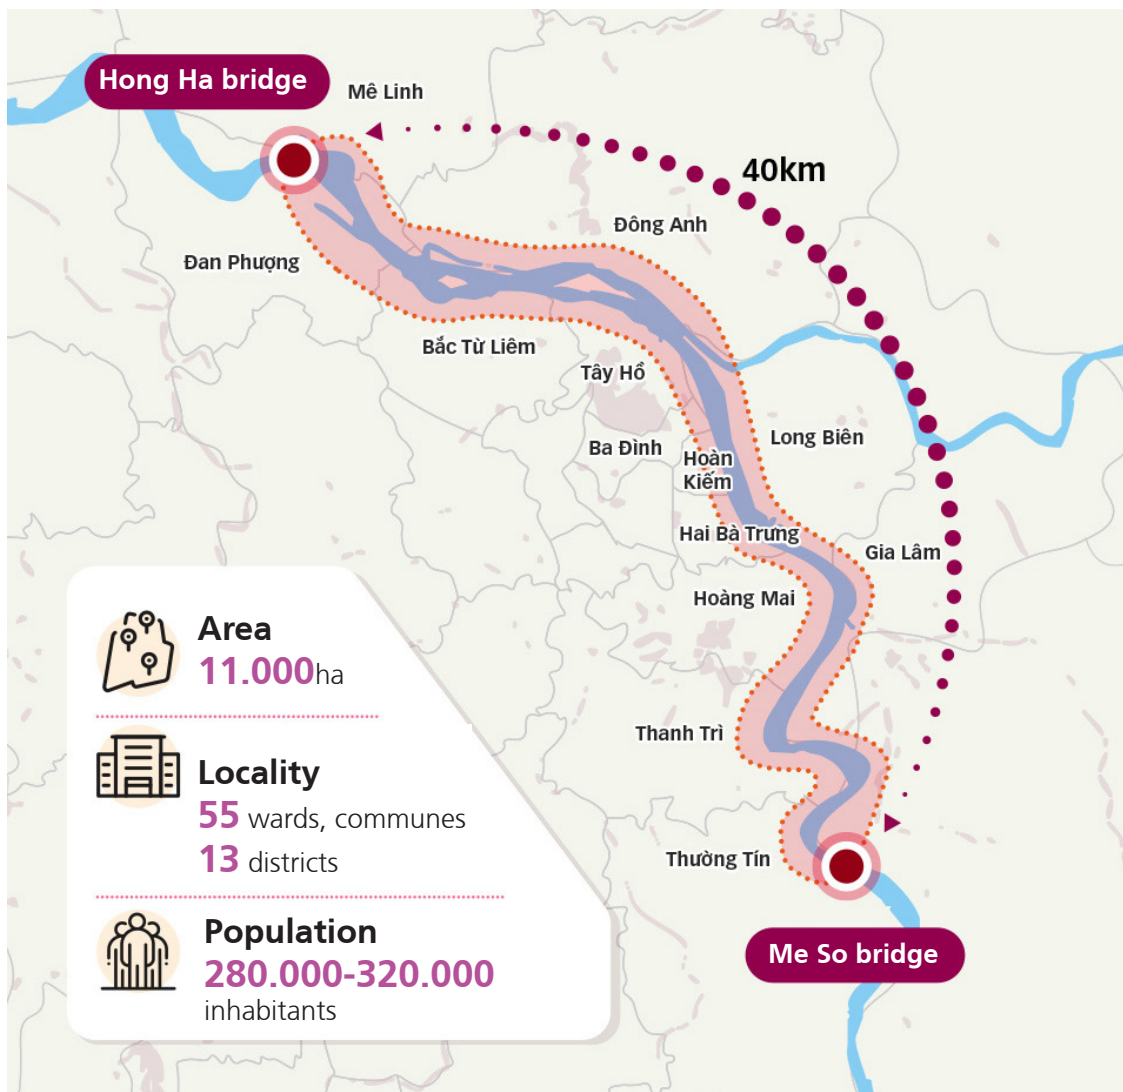 Hong Ha bridge
Mê Linh
40km
Đông Anh
Đan Phượng
Bắc Từ Liêm
Tây Hồ
Long Biên
Ba Đình
Hoàn
Kiếm
Hai Bà Trưng
Gia Lâm
Hoàng Mai
Thanh Trì
Thường Tín
Me So bridge
Area
11.000ha
Locality
55 wards, communes
13 districts
Population
280.000-320.000
inhabitants